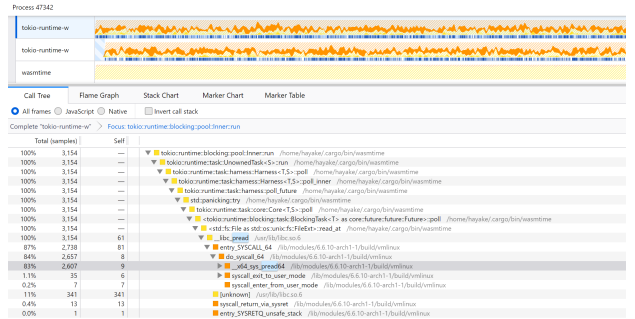 Process 47342
tokio-runtime-w
tokio-runtime-w
wasmtime
Call Tree Flame Graph Stack Chart Marker Chart Marker Table
All frames JavaScript Native Invert call stack
Complete "tokio-runtime-w" Focus: tokio::runtime::blocking::pool::Inner::run
Total (samples) Self
100% 3,154 — tokio::runtime::blocking::pool::Inner::run /home/hayake/.cargo/bin/wasmtime
100% 3,154 — tokio::runtime::task::UnownedTask<S>::run /home/hayake/.cargo/bin/wasmtime
100% 3,154 — tokio::runtime::task::harness::Harness<T,S>::poll /home/hayake/.cargo/bin/wasmtime
100% 3,154 — tokio::runtime::task::harness::Harness<T,S>::poll_inner /home/hayake/.cargo/bin/wasmtime
100% 3,154 — tokio::runtime::task::harness::poll_future /home/hayake/.cargo/bin/wasmtime
100% 3,154 — std::panicking::try /home/hayake/.cargo/bin/wasmtime
100% 3,154 — tokio::runtime::task::core::Core<T,S>::poll /home/hayake/.cargo/bin/wasmtime
100% 3,154 — <tokio::runtime::blocking::task::BlockingTask<T> as core::future::future::Future>::poll /home/hayake/.cargo/bin/wasmtime
100% 3,154 — <std::fs::File as std::os::unix::fs::FileExt>::read_at /home/hayake/.cargo/bin/wasmtime
100% 3,154 61 __libc_pread /usr/lib/libc.so.6
87% 2,738 81 entry_SYSCALL_64 /lib/modules/6.6.10-arch1-1/build/vmlinux
84% 2,657 8 do_syscall_64 /lib/modules/6.6.10-arch1-1/build/vmlinux
83% 2,607 9 __x64_sys_pread64 /lib/modules/6.6.10-arch1-1/build/vmlinux
1.1% 35 6 syscall_exit_to_user_mode /lib/modules/6.6.10-arch1-1/build/vmlinux
0.2% 7 7 syscall_enter_from_user_mode /lib/modules/6.6.10-arch1-1/build/vmlinux
11% 341 341 [unknown] /usr/lib/libc.so.6
0.4% 13 13 syscall_return_via_sysret /lib/modules/6.6.10-arch1-1/build/vmlinux
0.0% 1 1 entry_SYSRETQ_unsafe_stack /lib/modules/6.6.10-arch1-1/build/vmlinux